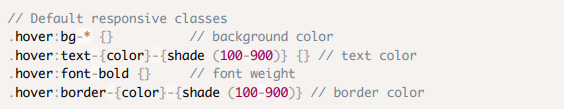 // Default responsive classes
.hover:bg-* {}          // background color
.hover:text-{color}-{shade (100-900)} {} // text color
.hover:font-bold {}     // font weight
.hover:border-{color}-{shade (100-900)} // border color